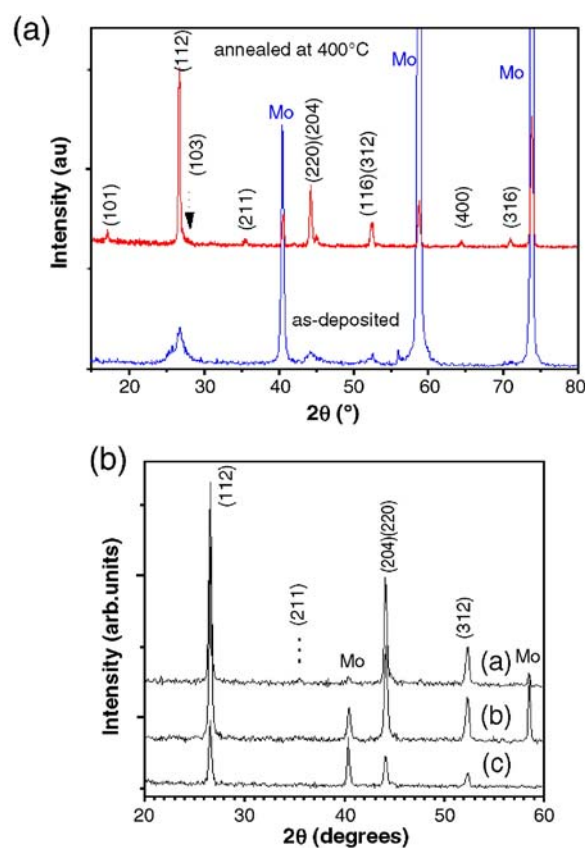 (a)
annealed at 400°C
(112)
(103)
(101)
(211)
Mo
(220)(204)
(116)(312)
Mo
(400)
(316)
Mo
as-deposited
Intensity (au)
20 30 40 50 60 70 80
2θ (°)
(b)
(112)
(211)
Mo
(204)(220)
(312)
Mo
(a)
(b)
(c)
Intensity (arb.units)
20 30 40 50 60
2θ (degrees)